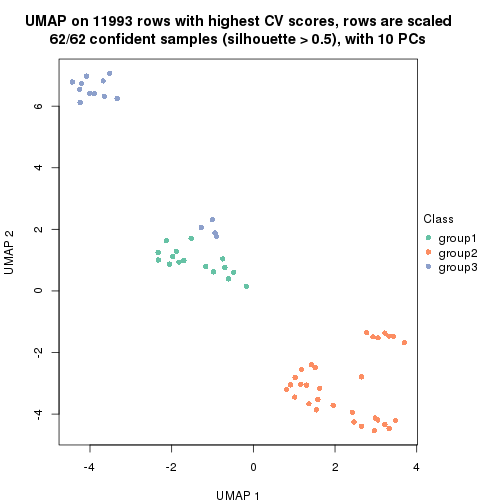 UMAP on 11993 rows with highest CV scores, rows are scaled
62/62 confident samples (silhouette > 0.5), with 10 PCs
6
4
2
0
-2
-4
UMAP 2
-4
-2
0
2
4
UMAP 1
Class
group1
group2
group3